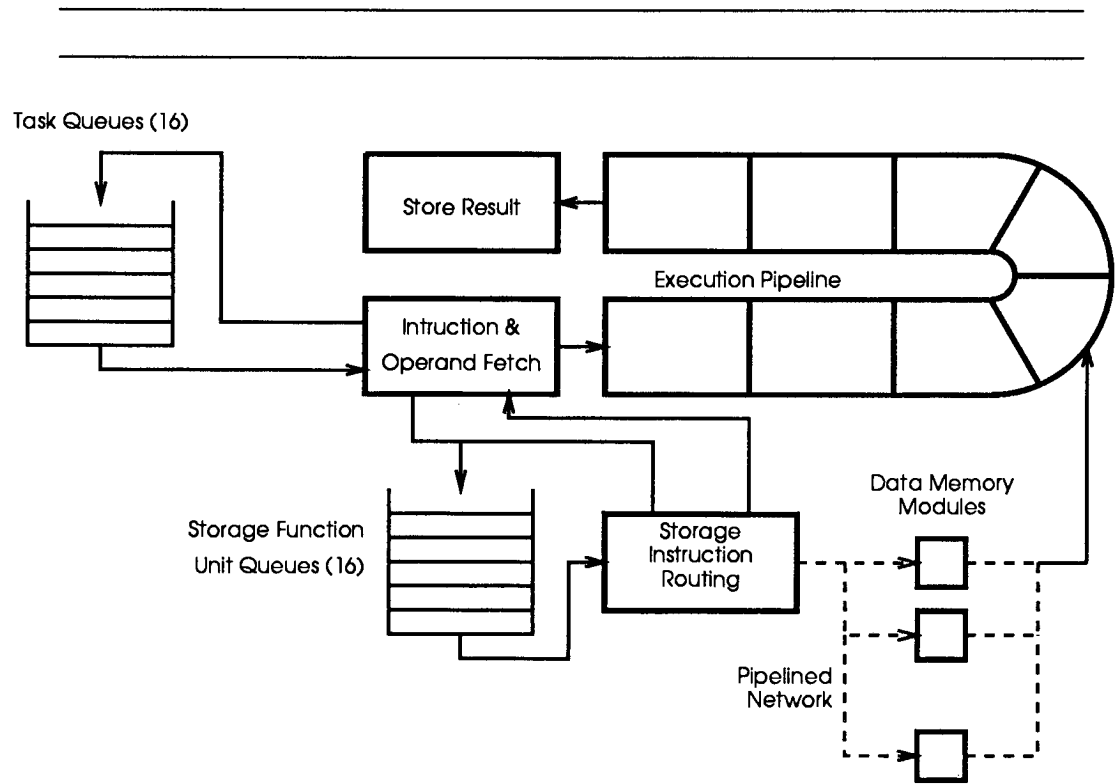 Task Queues (16)
Store Result
Execution Pipeline
Intruction &
Operand Fetch
Data Memory
Modules
Storage Function
Unit Queues (16)
Storage
Instruction
Routing
Pipelined
Network